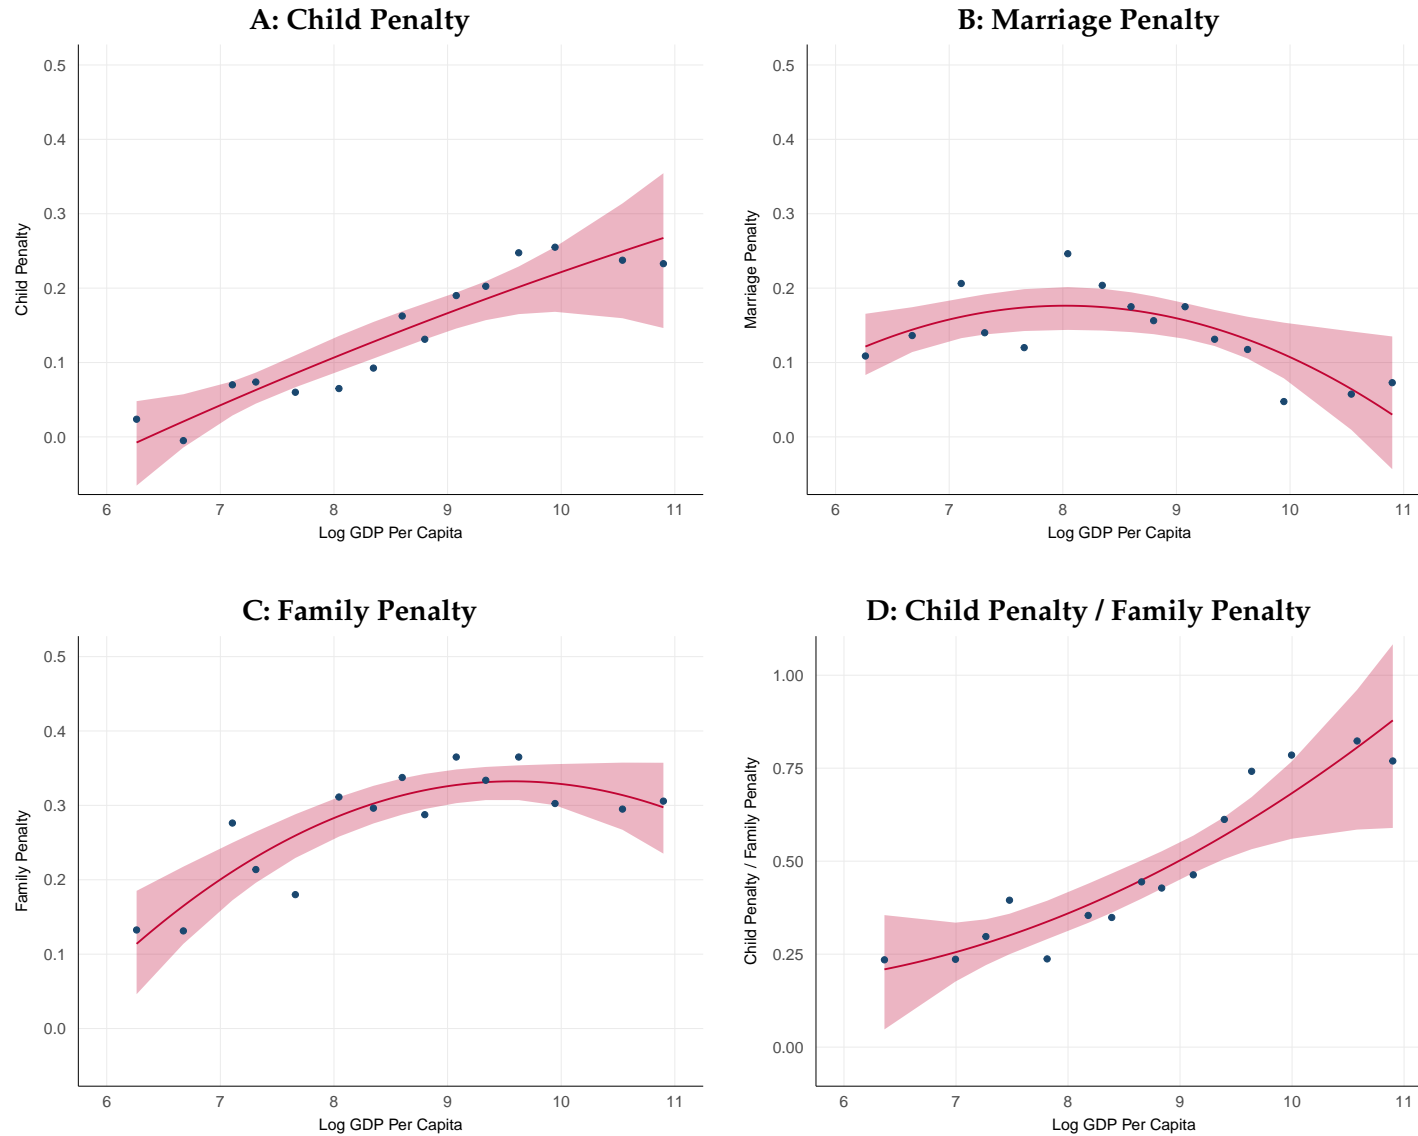 A: Child Penalty
0.5
0.4
0.3
0.2
0.1
0.0
Child Penalty
6 7 8 9 10 11
Log GDP Per Capita
B: Marriage Penalty
0.5
0.4
0.3
0.2
0.1
0.0
Marriage Penalty
6 7 8 9 10 11
Log GDP Per Capita
C: Family Penalty
0.5
0.4
0.3
0.2
0.1
0.0
Family Penalty
6 7 8 9 10 11
Log GDP Per Capita
D: Child Penalty / Family Penalty
1.00
0.75
0.50
0.25
0.00
Child Penalty / Family Penalty
6 7 8 9 10 11
Log GDP Per Capita